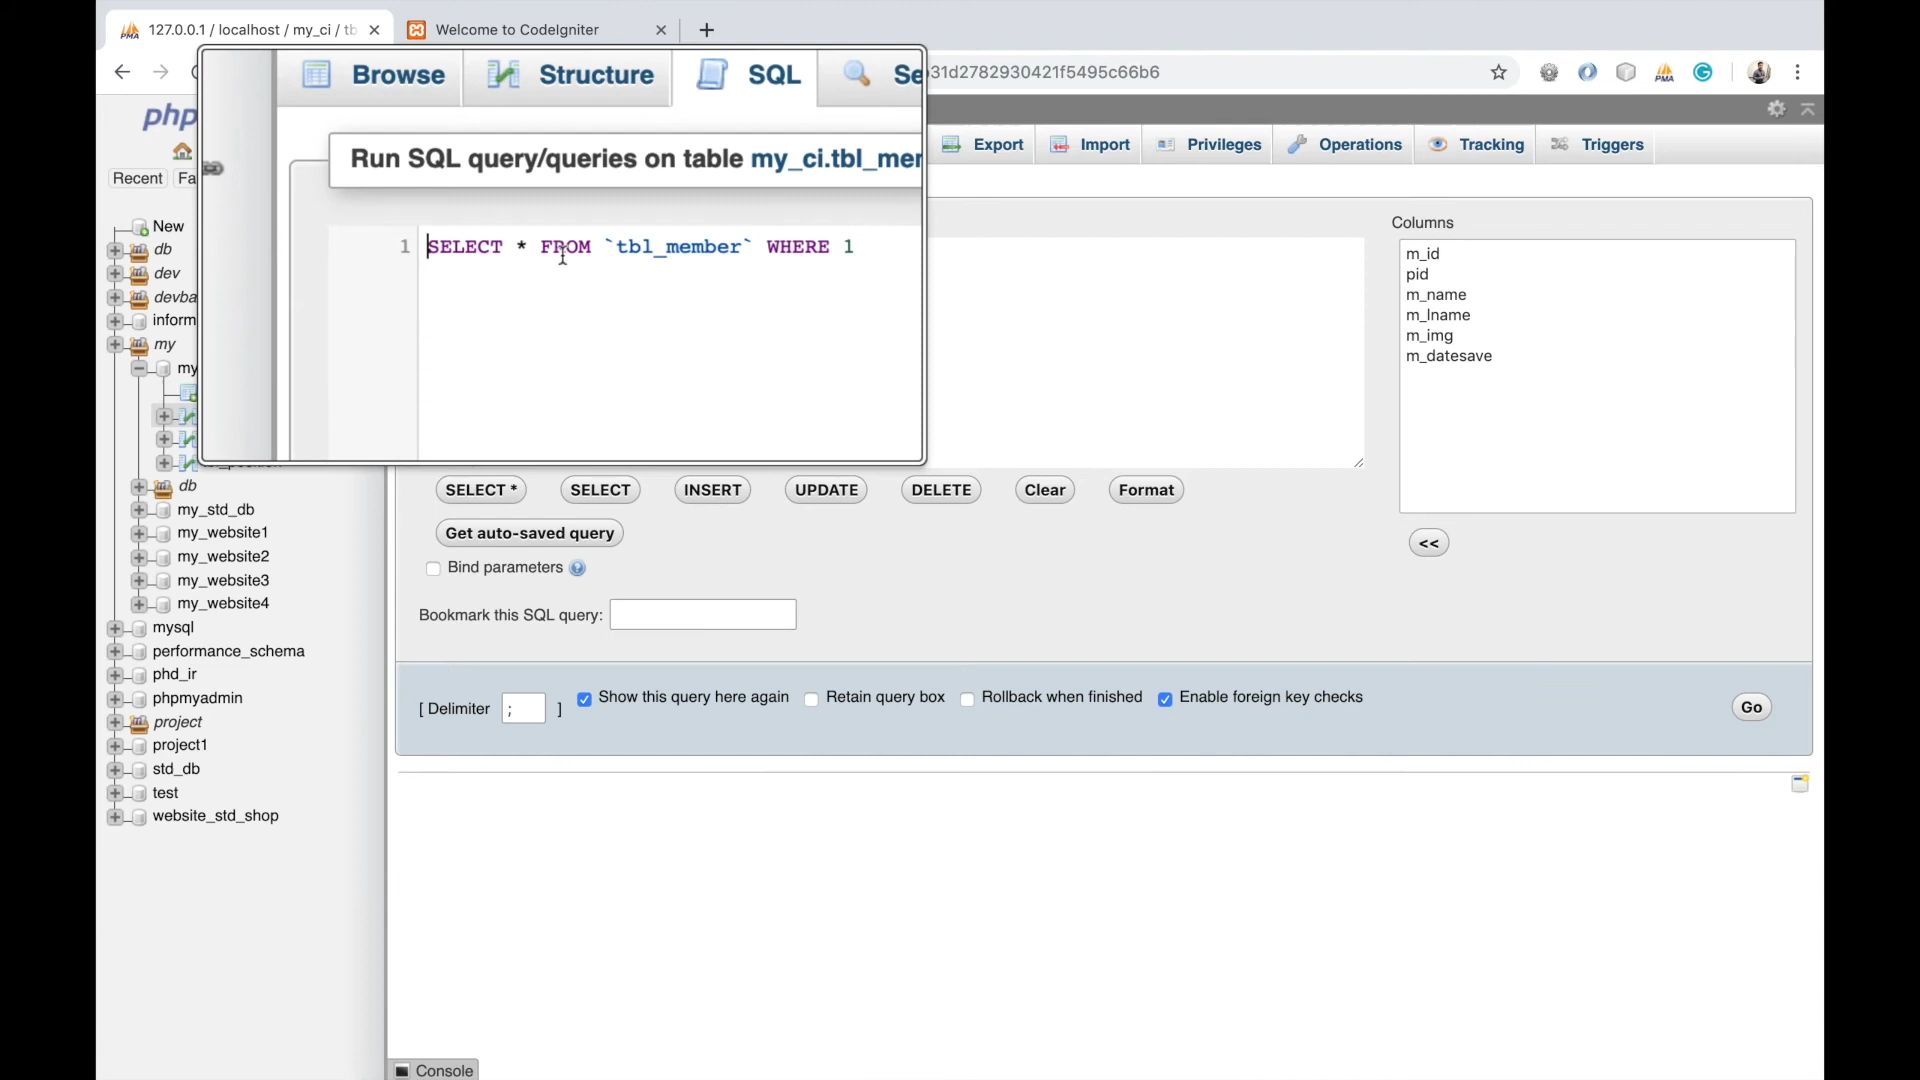 127.0.0.1 / localhost / my_ci / tb
Welcome to CodeIgniter
b31d2782930421f5495c66b6
Browse
Structure
SQL
Se
Export
Import
Privileges
Operations
Tracking
Triggers
php
Recent
Fa
Run SQL query/queries on table my_ci.tbl_mem
1
SELECT * FROM `tbl_member` WHERE 1
Columns
m_id
pid
m_name
m_lname
m_img
m_datesave
<<
New
db
dev
devba
inform
my
my
db
my_std_db
my_website1
my_website2
my_website3
my_website4
mysql
performance_schema
phd_ir
phpmyadmin
project
project1
std_db
test
website_std_shop
SELECT *
SELECT
INSERT
UPDATE
DELETE
Clear
Format
Get auto-saved query
Bind parameters
Bookmark this SQL query:
[ Delimiter ; ]
Show this query here again
Retain query box
Rollback when finished
Enable foreign key checks
Go
Console